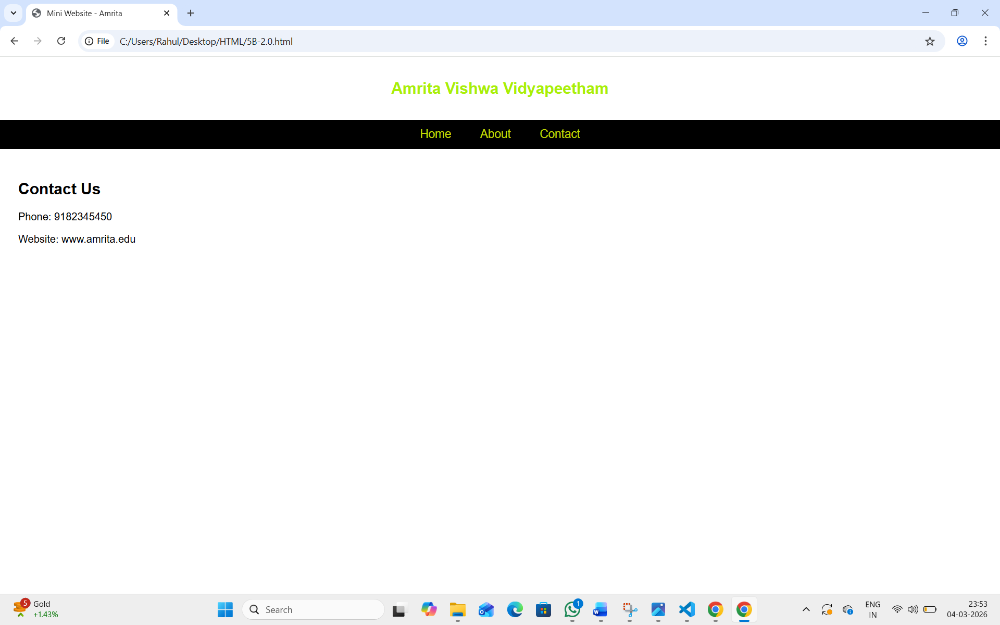 Mini Website - Amrita
File C:/Users/Rahul/Desktop/HTML/5B-2.0.html
Amrita Vishwa Vidyapeetham
Home About Contact
Contact Us
Phone: 9182345450
Website: www.amrita.edu
5 Gold
+1.43%
Search
1
ENG
IN
23:53
04-03-2026